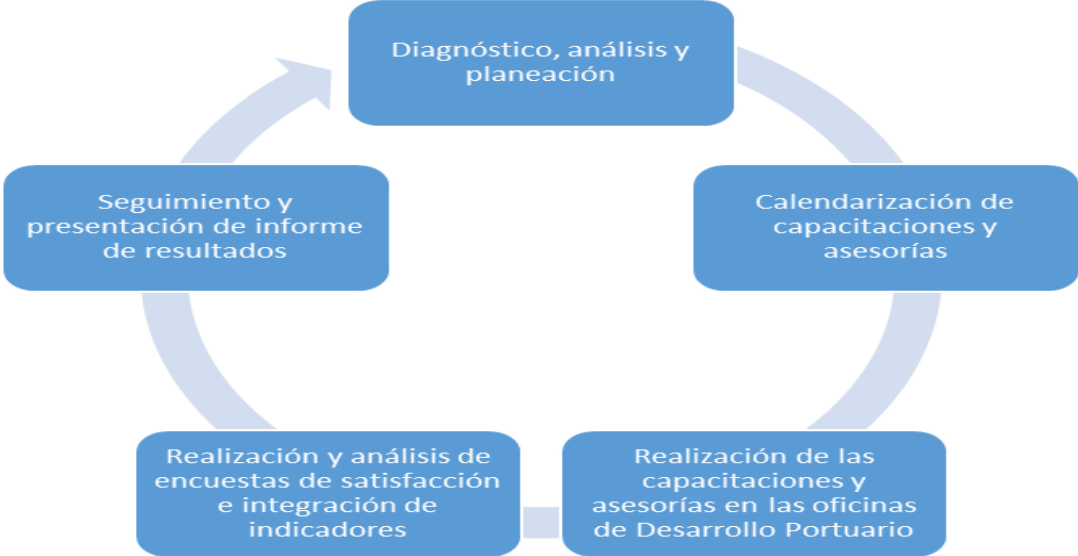 Diagnóstico, análisis y
planeación
Calendarización de
capacitaciones y
asesorías
Realización de las
capacitaciones y
asesorías en las oficinas
de Desarrollo Portuario
Realización y análisis de
encuestas de satisfacción
e integración de
indicadores
Seguimiento y
presentación de informe
de resultados